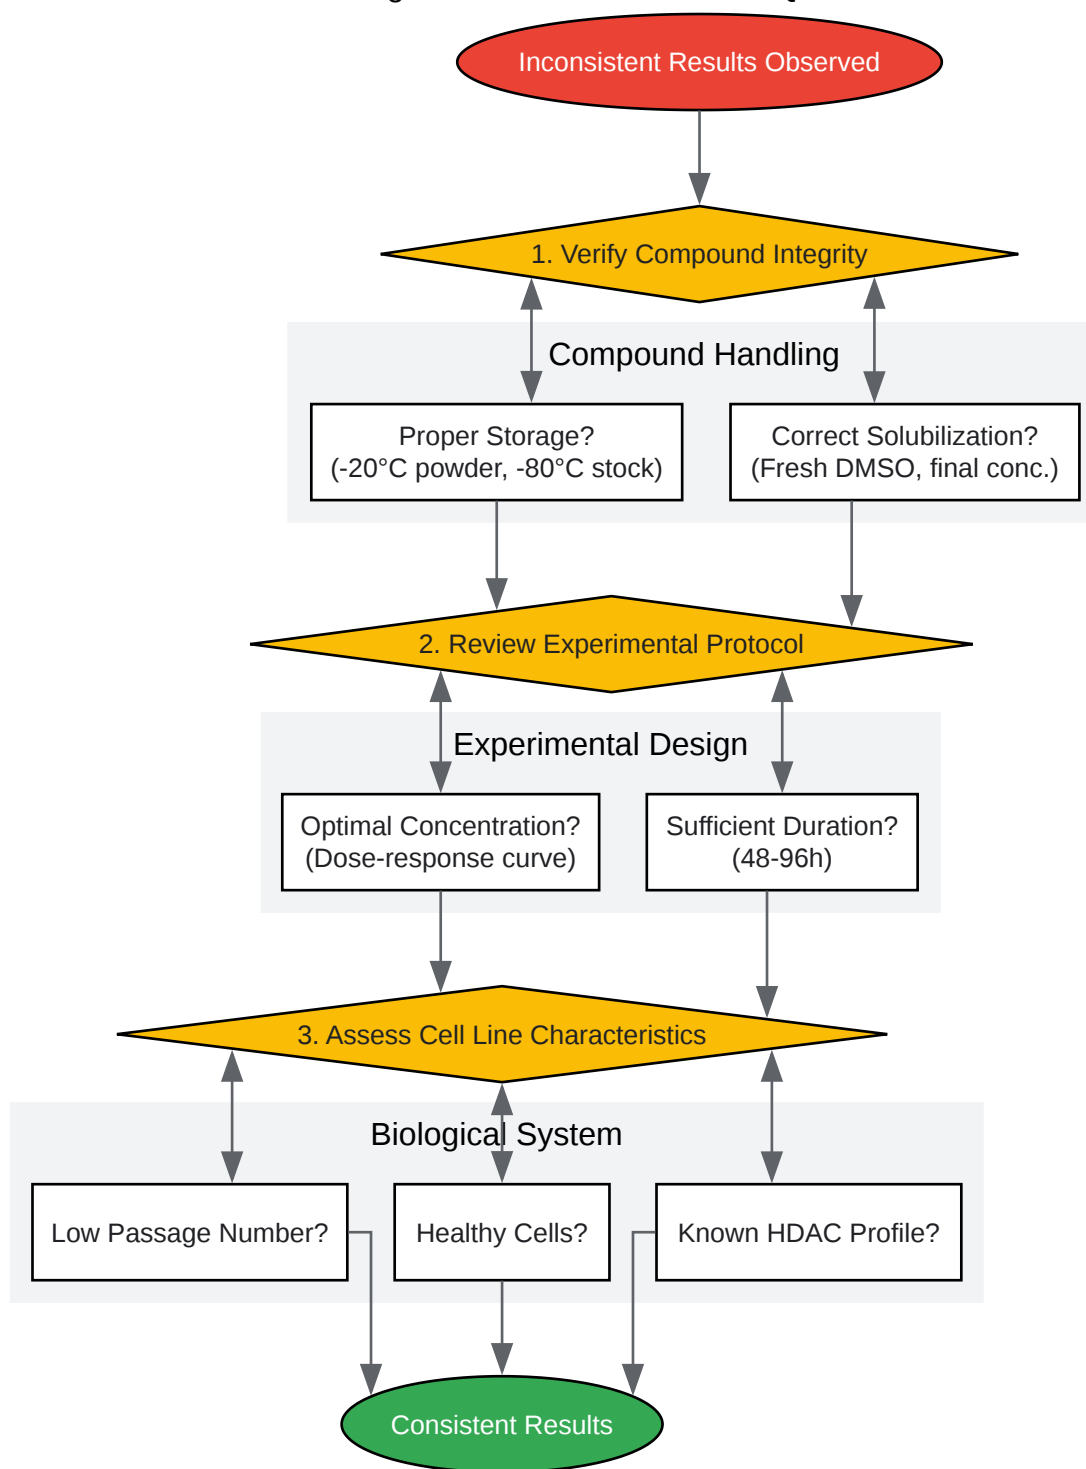 Inconsistent Results Observed
1. Verify Compound Integrity
Compound Handling
Proper Storage?
(-20°C powder, -80°C stock)
Correct Solubilization?
(Fresh DMSO, final conc.)
2. Review Experimental Protocol
Experimental Design
Optimal Concentration?
(Dose-response curve)
Sufficient Duration?
(48-96h)
3. Assess Cell Line Characteristics
Biological System
Low Passage Number?
Healthy Cells?
Known HDAC Profile?
Consistent Results